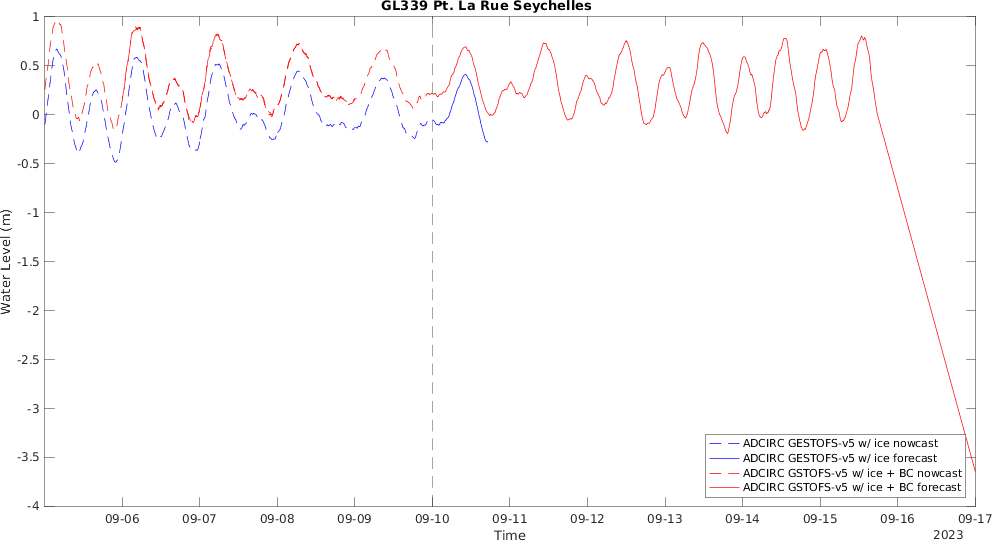 GL339 Pt. La Rue Seychelles
1
0.5
0
-0.5
-1
-1.5
-2
-2.5
-3
-3.5
-4
Water Level (m)
ADCIRC GESTOFS-v5 w/ ice nowcast
ADCIRC GESTOFS-v5 w/ ice forecast
ADCIRC GSTOFS-v5 w/ ice + BC nowcast
ADCIRC GSTOFS-v5 w/ ice + BC forecast
09-06 09-07 09-08 09-09 09-10 09-11 09-12 09-13 09-14 09-15 09-16 09-17
Time
2023